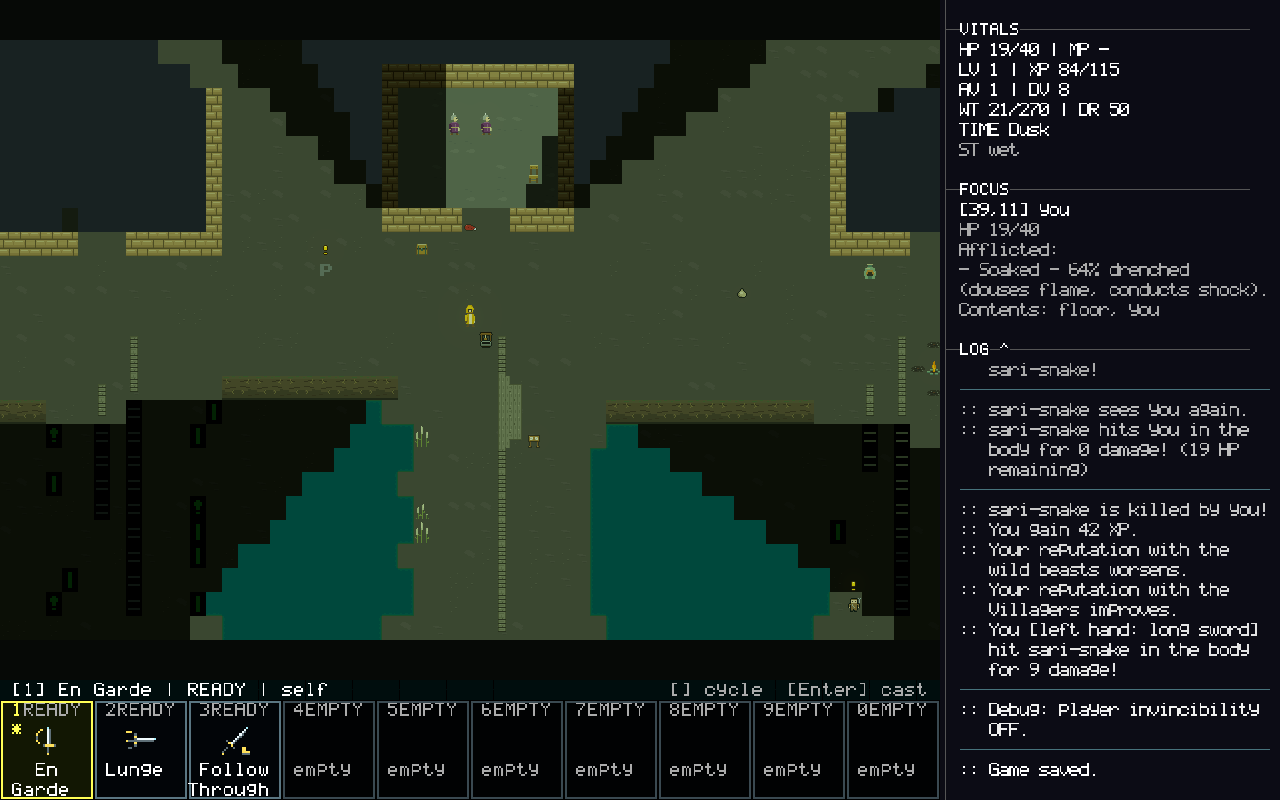 VITALS
HP 19/40 | MP -
LV 1 | XP 84/115
AV 1 | DV 8
WT 21/270 | DR 50
TIME Dusk
ST wet
FOCUS
[39,11] You
HP 19/40
Afflicted:
- Soaked - 64% drenched
(douses flame, conducts shock).
Contents: floor, You
LOG ^
sari-snake!
:: sari-snake sees you again.
:: sari-snake hits you in the
body for 0 damage! (19 HP
remaining)
:: sari-snake is killed by you!
:: You gain 42 XP.
:: Your reputation with the
wild beasts worsens.
:: Your reputation with the
Villagers improves.
:: You [left hand: long sword]
hit sari-snake in the body
for 9 damage!
:: Debug: Player invincibility
OFF.
:: Game saved.
P
[1] En Garde | READY | self
[] cycle [Enter] cast
1READY 2READY 3READY 4EMPTY 5EMPTY 6EMPTY 7EMPTY 8EMPTY 9EMPTY 0EMPTY
*
En Garde
Lunge
Follow Through
empty empty empty empty empty empty empty